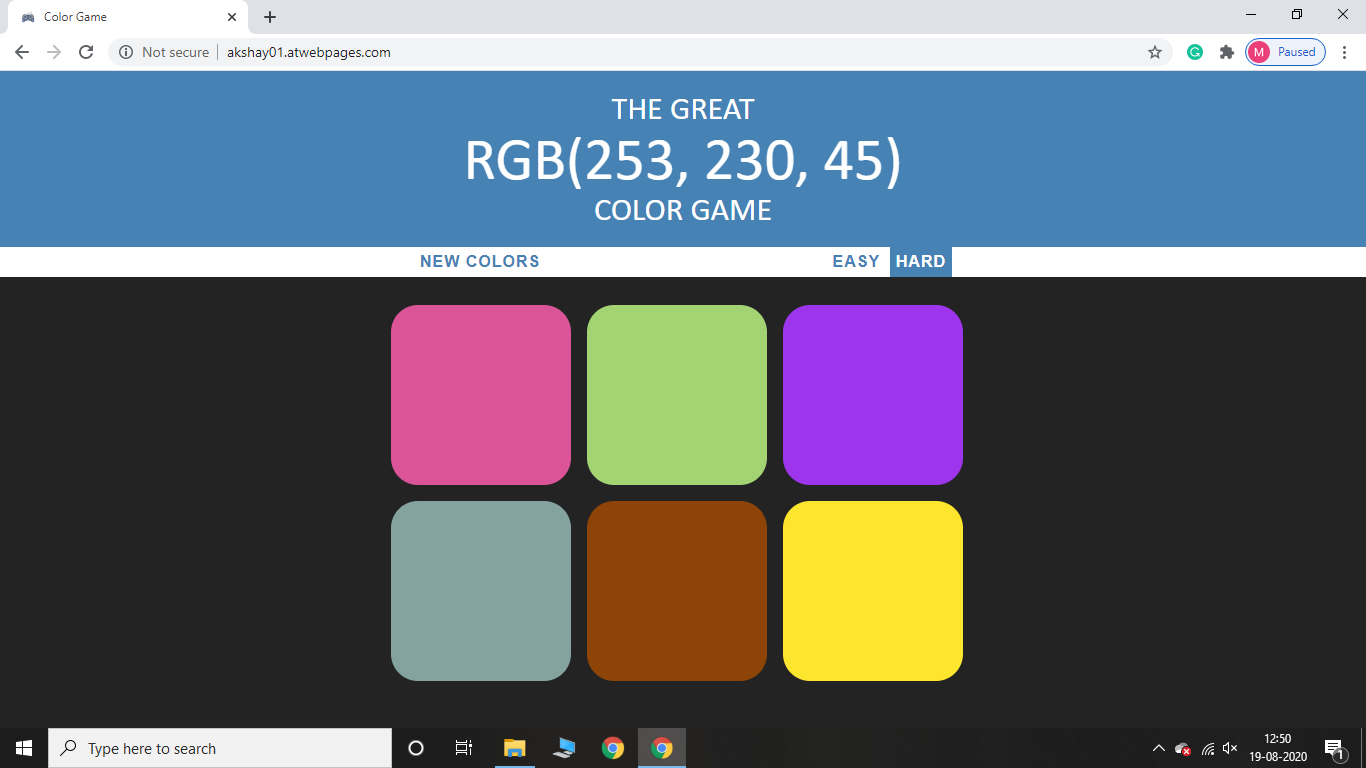 Color Game
Not secure akshay01.atwebpages.com
M Paused
THE GREAT
RGB(253, 230, 45)
COLOR GAME
NEW COLORS EASY HARD
Type here to search
12:50
19-08-2020
1